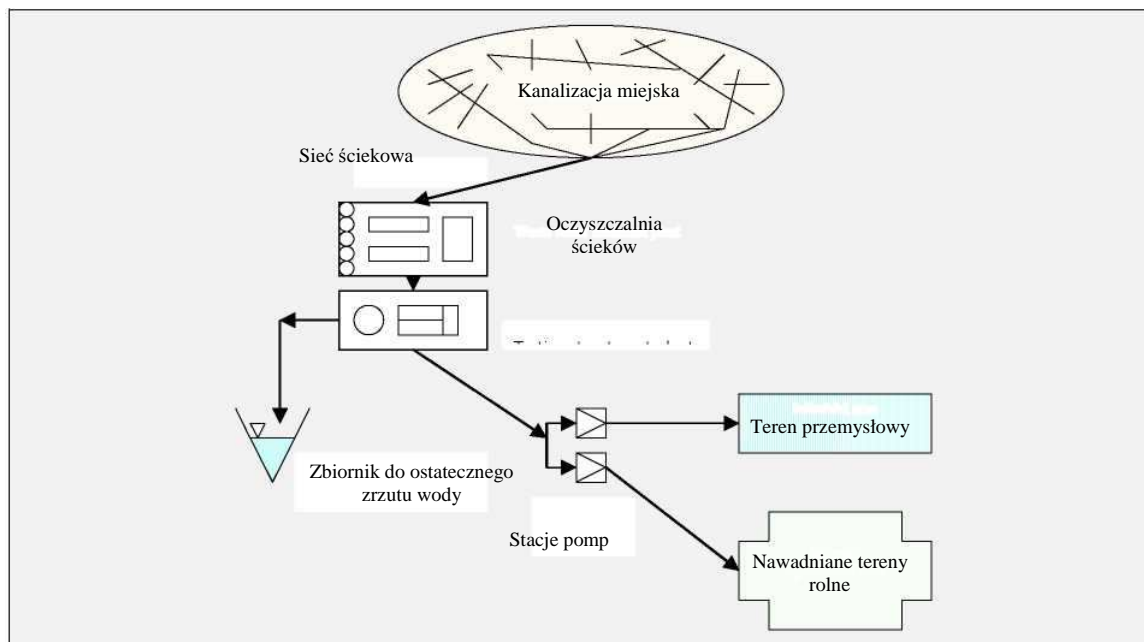 Kanalizacja miejska
Sieć ściekowa
Oczyszczalnia
ścieków
Teren przemysłowy
Zbiornik do ostatecznego
zrzutu wody
Stacje pomp
Nawadniane tereny
rolne